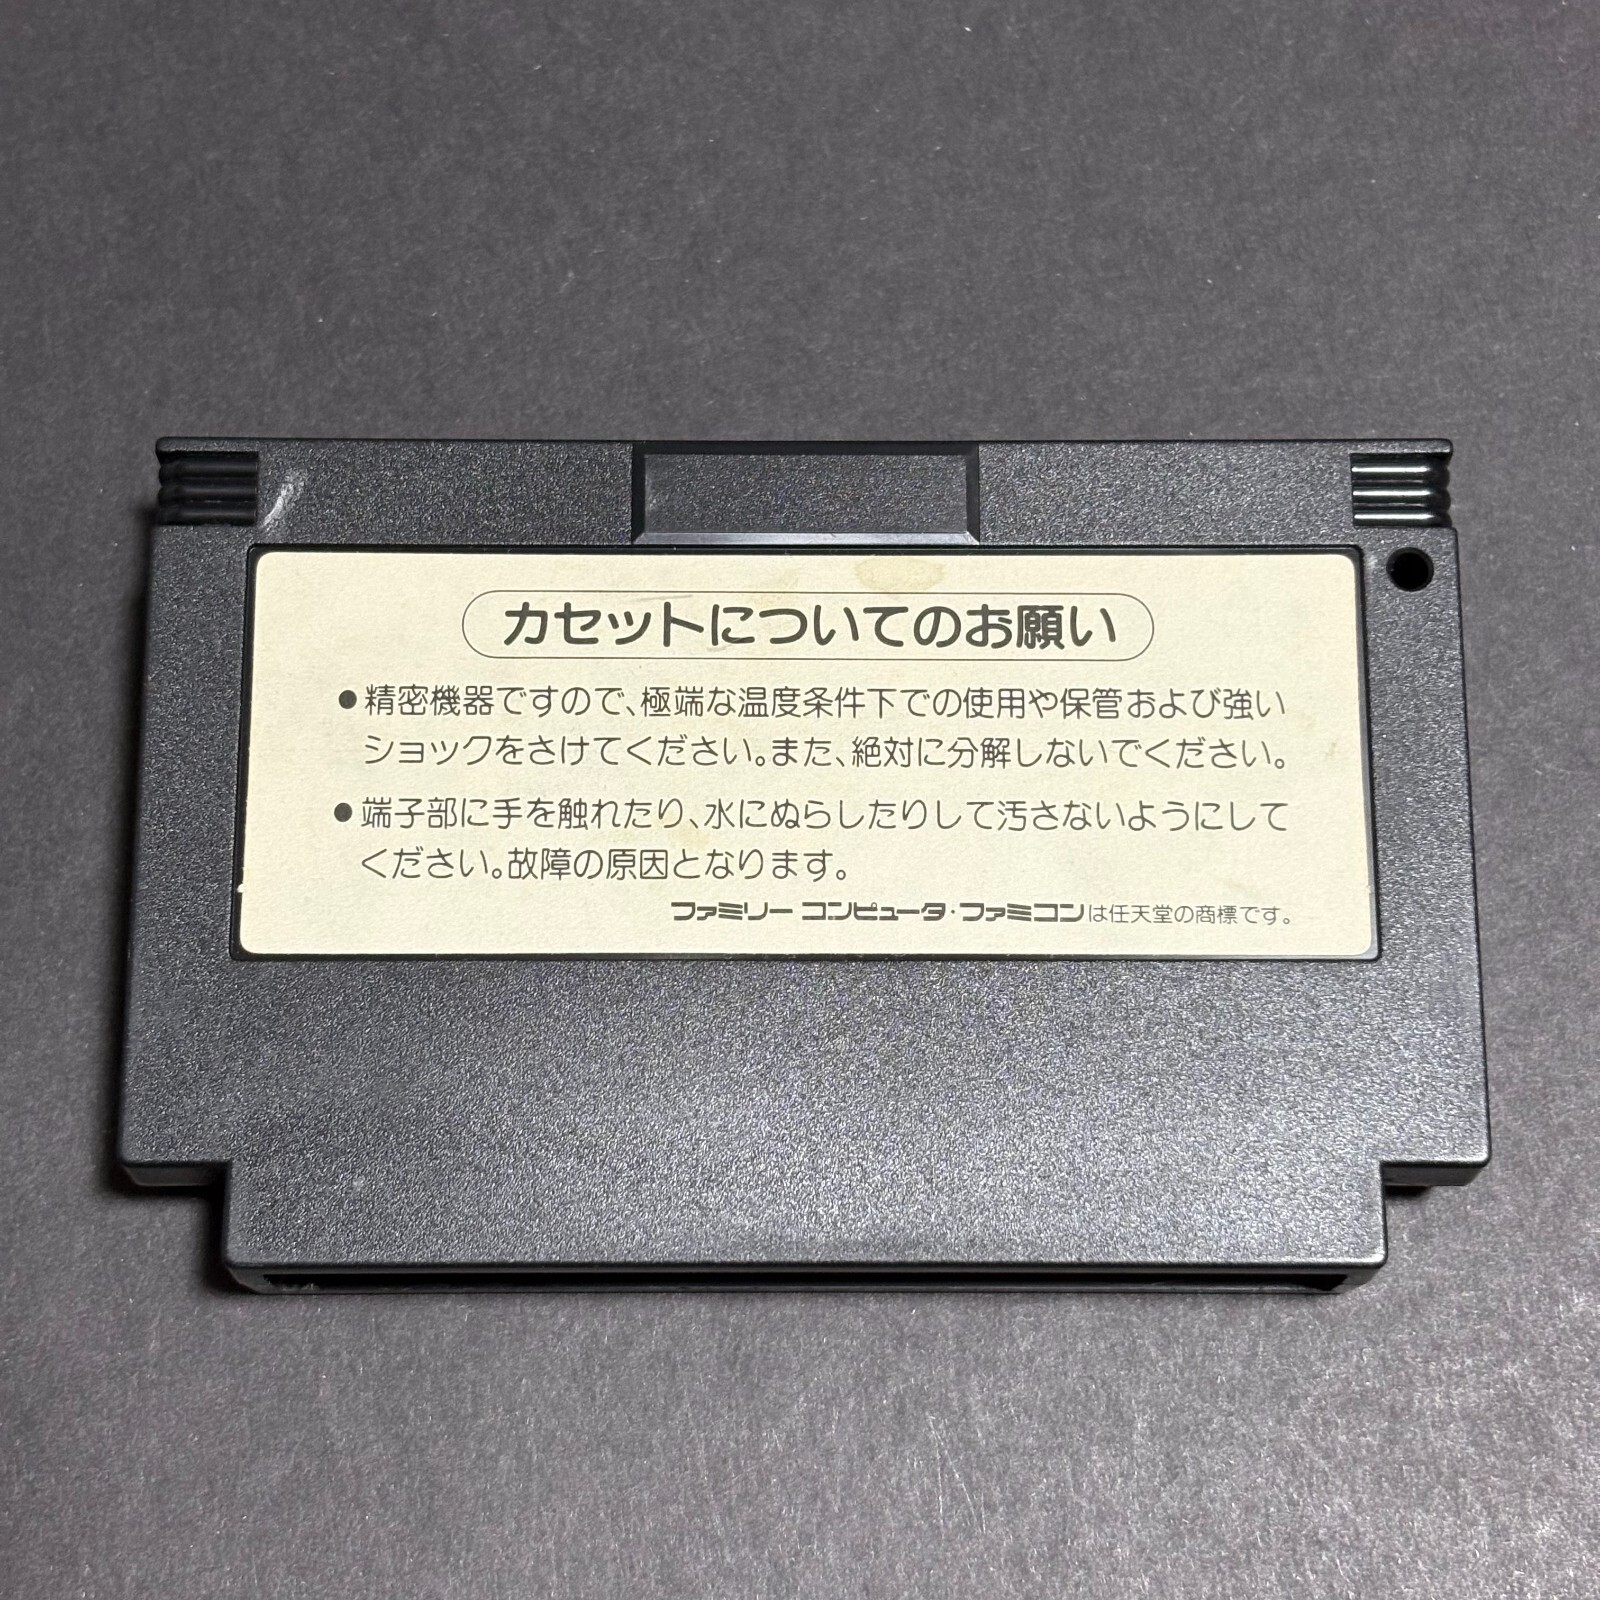 カセットについてのお願い
●精密機器ですので、極端な温度条件下での使用や保管および強い
ショックをさけてください。また、絶対に分解しないでください。
●端子部に手を触れたり、水にぬらしたりして汚さないようにして
ください。故障の原因となります。
ファミリー コンピュータ・ファミコンは任天堂の商標です。